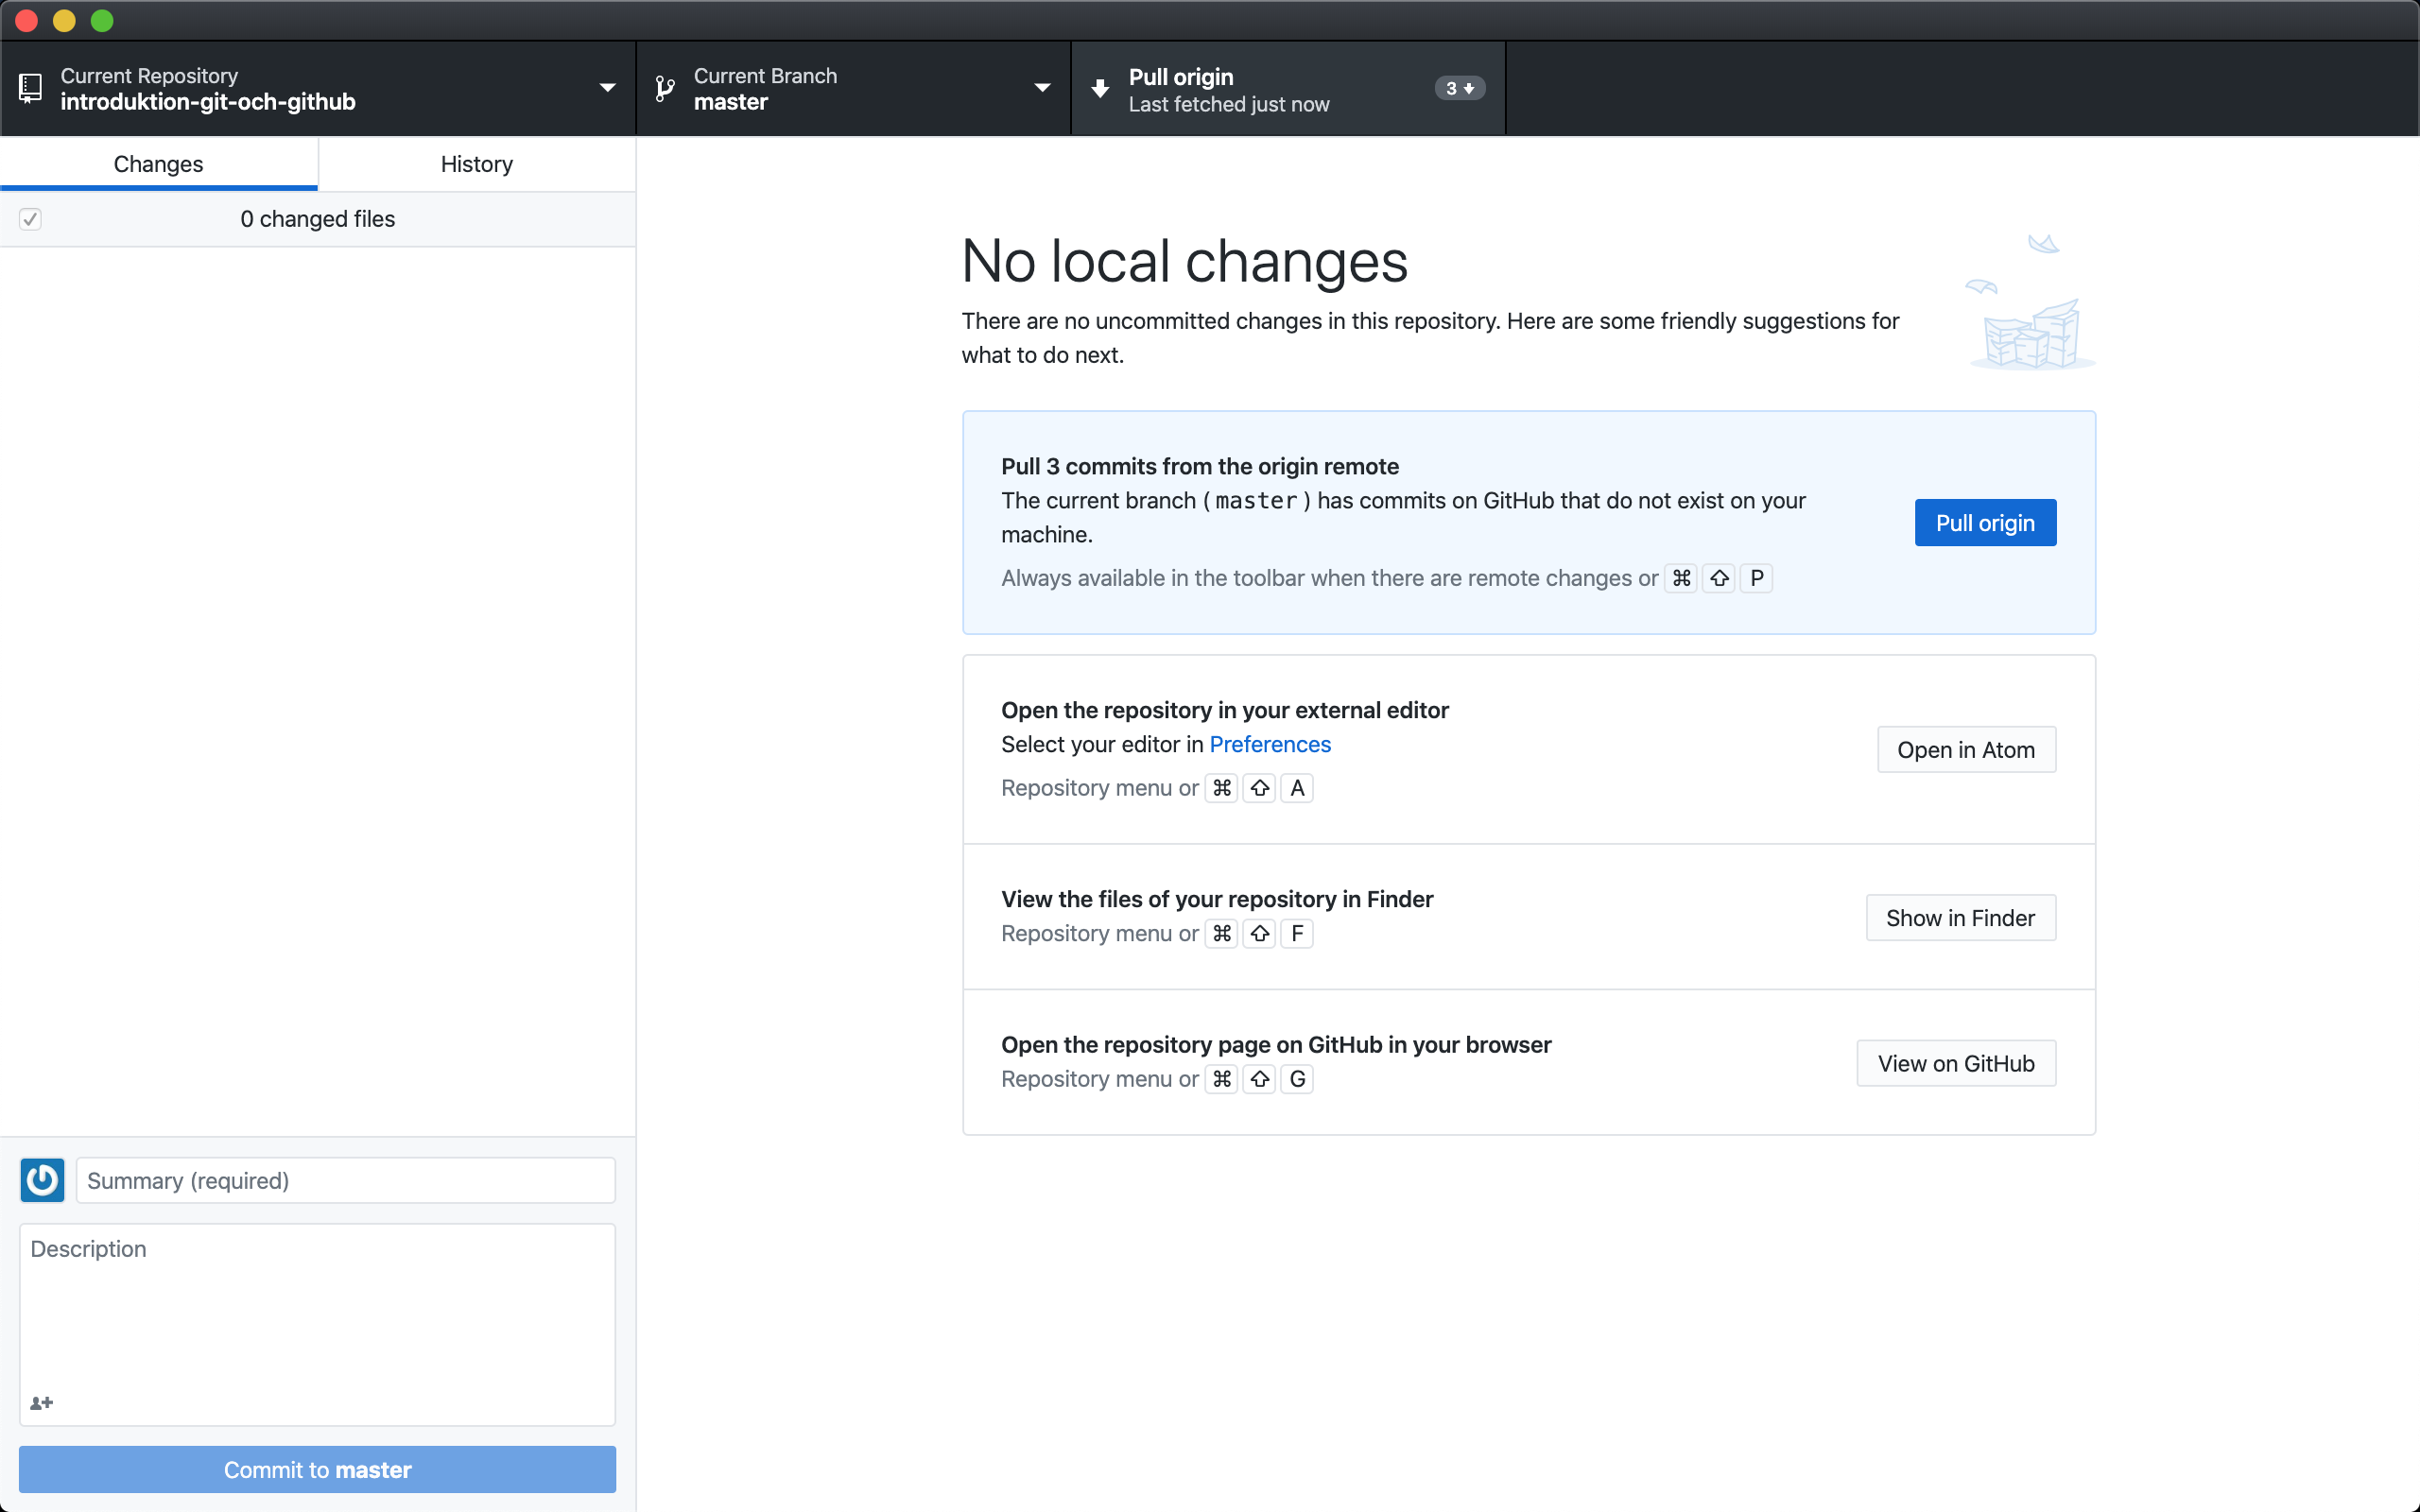 Current Repository
introduktion-git-och-github
Current Branch
master
Pull origin
Last fetched just now
3
Changes
History
0 changed files
No local changes
There are no uncommitted changes in this repository. Here are some friendly suggestions for
what to do next.
Pull 3 commits from the origin remote
The current branch (master) has commits on GitHub that do not exist on your
machine.
Always available in the toolbar when there are remote changes or ⌘ ⇧ P
Pull origin
Open the repository in your external editor
Select your editor in Preferences
Repository menu or ⌘ ⇧ A
Open in Atom
View the files of your repository in Finder
Repository menu or ⌘ ⇧ F
Show in Finder
Open the repository page on GitHub in your browser
Repository menu or ⌘ ⇧ G
View on GitHub
Summary (required)
Description
Commit to master